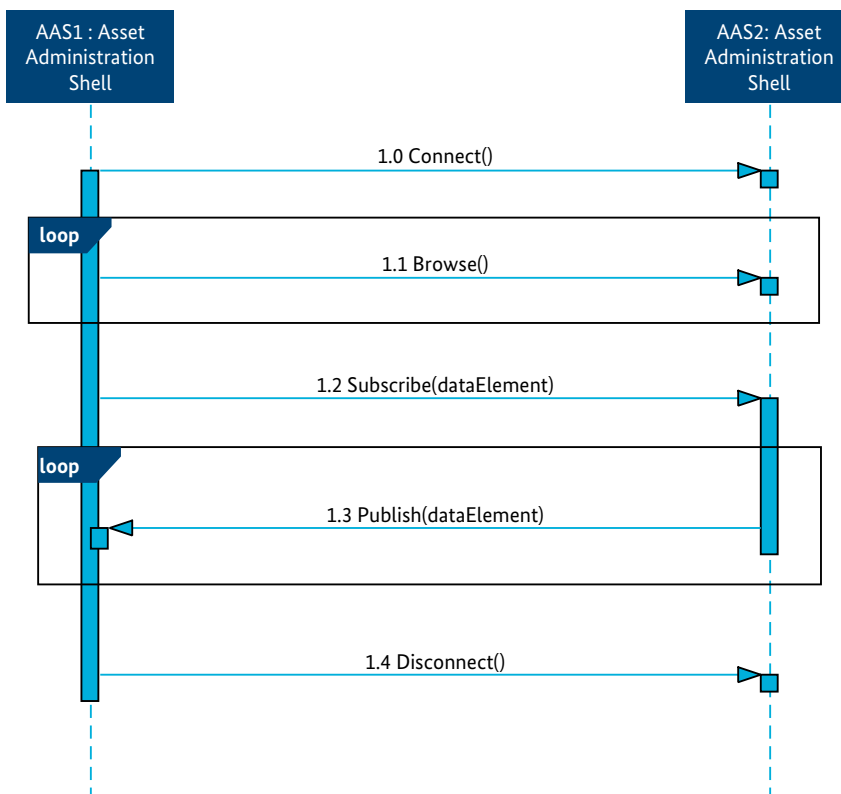 AAS1 : Asset
Administration
Shell
AAS2: Asset
Administration
Shell
1.0 Connect()
loop
1.1 Browse()
1.2 Subscribe(dataElement)
loop
1.3 Publish(dataElement)
1.4 Disconnect()